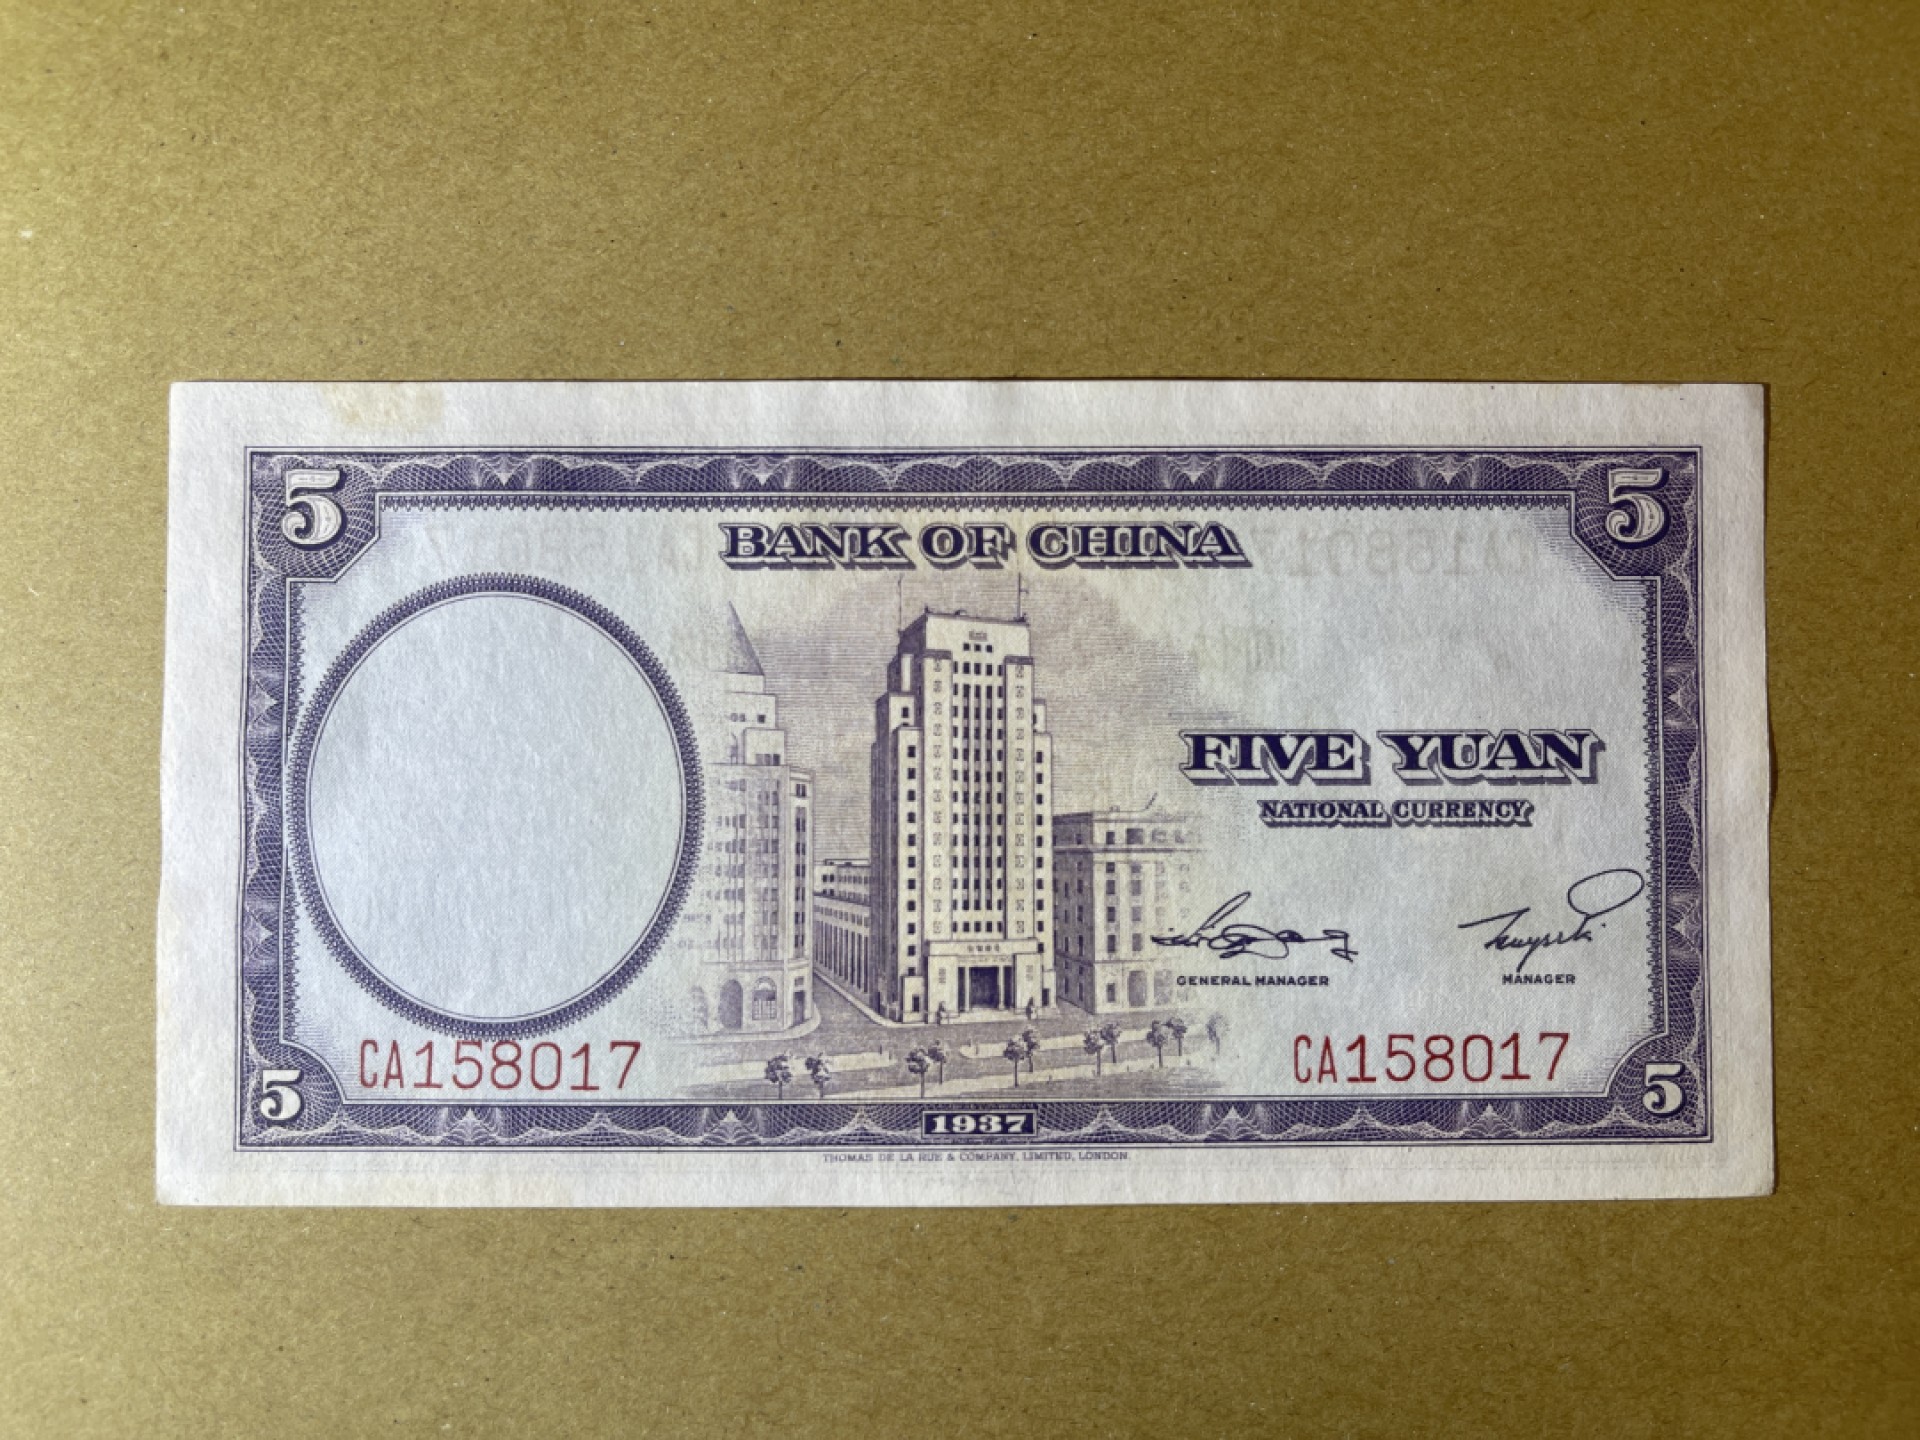 5 5
BANK OF CHINA
FIVE YUAN
NATIONAL CURRENCY
GENERAL MANAGER MANAGER
CA158017 CA158017
5 1937 5
THOMAS DE LA RUE & COMPANY, LIMITED, LONDON.